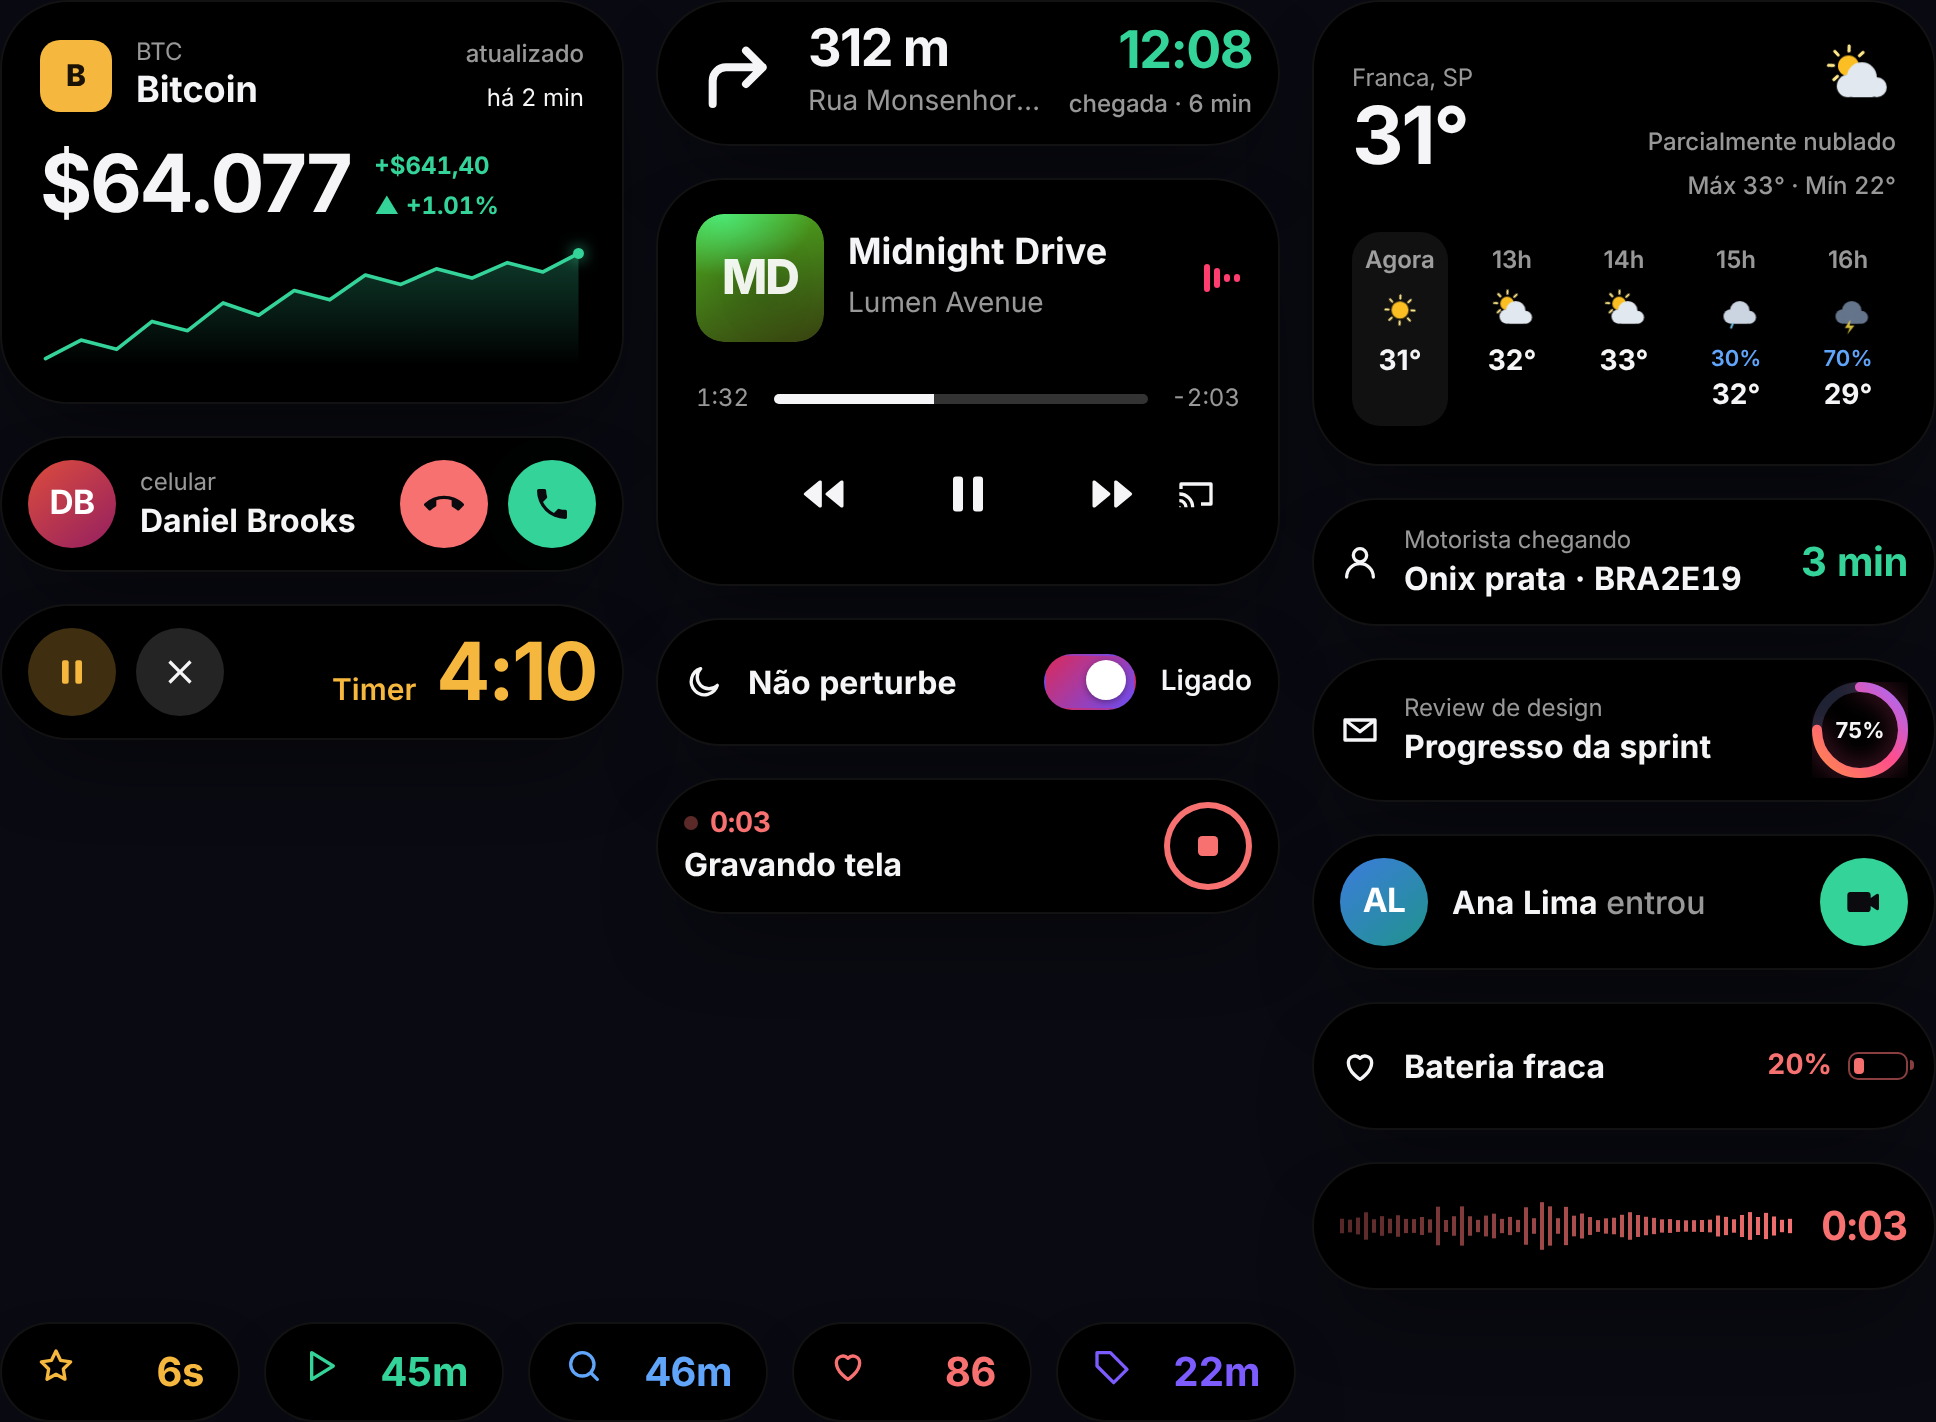 B
BTC
Bitcoin
atualizado
há 2 min
$64.077
+$641,40
▲ +1.01%
DB
celular
Daniel Brooks
Timer
4:10
312 m
Rua Monsenhor...
12:08
chegada · 6 min
MD
Midnight Drive
Lumen Avenue
1:32
-2:03
Não perturbe
Ligado
0:03
Gravando tela
Franca, SP
31°
Parcialmente nublado
Máx 33° · Mín 22°
Agora
31°
13h
32°
14h
33°
15h
30%
32°
16h
70%
29°
Motorista chegando
Onix prata · BRA2E19
3 min
Review de design
Progresso da sprint
75%
AL
Ana Lima entrou
Bateria fraca
20%
0:03
6s
45m
46m
86
22m